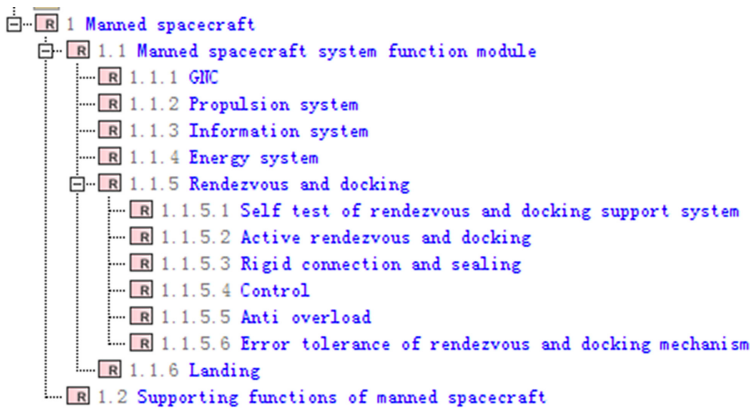 R 1 Manned spacecraft
R 1.1 Manned spacecraft system function module
R 1.1.1 GNC
R 1.1.2 Propulsion system
R 1.1.3 Information system
R 1.1.4 Energy system
R 1.1.5 Rendezvous and docking
R 1.1.5.1 Self test of rendezvous and docking support system
R 1.1.5.2 Active rendezvous and docking
R 1.1.5.3 Rigid connection and sealing
R 1.1.5.4 Control
R 1.1.5.5 Anti overload
R 1.1.5.6 Error tolerance of rendezvous and docking mechanism
R 1.1.6 Landing
R 1.2 Supporting functions of manned spacecraft